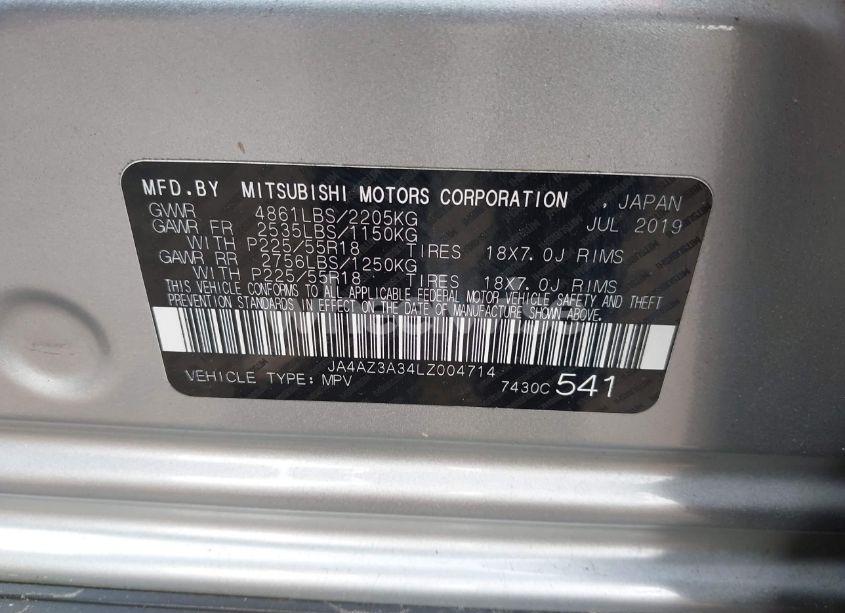 MFD.BY MITSUBISHI MOTORS CORPORATION , JAPAN
GVWR 4861LBS/2205KG JUL 2019
GAWR FR 2535LBS/1150KG
WITH P225/55R18 TIRES 18X7.0J RIMS
GAWR RR 2756LBS/1250KG
WITH P225/55R18 TIRES 18X7.0J RIMS
THIS VEHICLE CONFORMS TO ALL APPLICABLE FEDERAL MOTOR VEHICLE SAFETY AND THEFT
PREVENTION STANDARDS IN EFFECT ON THE DATE OF MANUFACTURE SHOWN ABOVE.
JA4AZ3A34LZ004714
VEHICLE TYPE: MPV 7430C 541